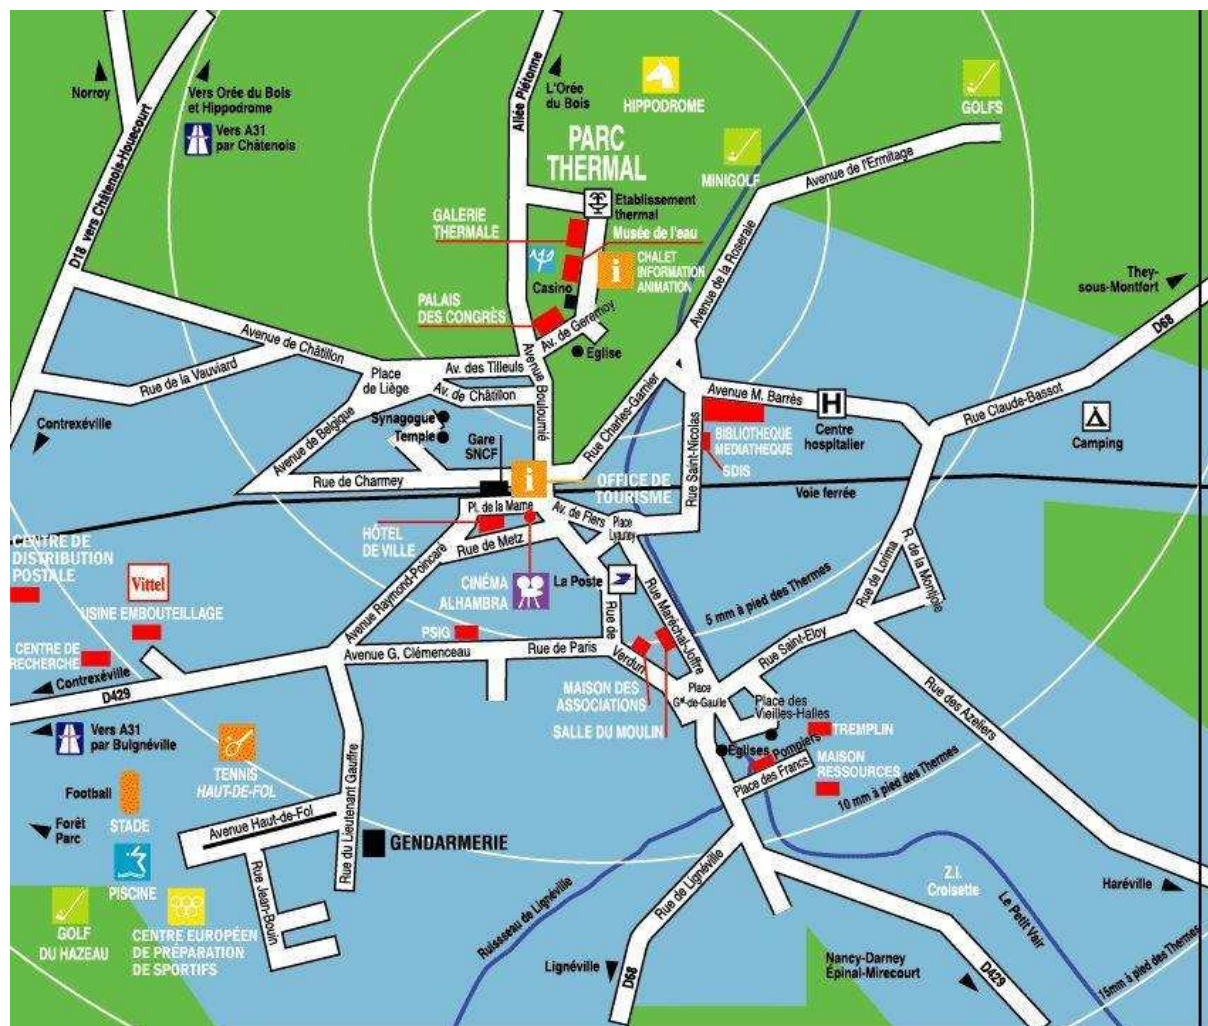 Norroy
Vers Orée du Bois
et Hippodrome
Vers A31
par Châtenois
D18 vers Châtenois-Houecourt
Allée Piétonne
L'Orée
du Bois
HIPPODROME
GOLFS
PARC
THERMAL
MINIGOLF
Avenue de l'Ermitage
Etablissement
thermal
GALERIE
THERMALE
Musée de l'eau
i
CHALET
INFORMATION
ANIMATION
Casino
PALAIS
DES CONGRÈS
Av. de Geremoy
Eglise
Avenue de la Roseraie
They-
sous-Montfort
D68
Avenue de Châtillon
Rue de la Vauviard
Place
de Liège
Av. des Tilleuls
Av. de Châtillon
Avenue Bouloumié
Rue Charles-Garnier
Avenue M. Barrès
H
Centre
hospitalier
Rue Claude-Bassot
Camping
Contrexéville
Avenue de Belgique
Synagogue
Temple
Gare
SNCF
BIBLIOTHEQUE
MEDIATHEQUE
SDIS
Rue Saint-Nicolas
Rue de Charmey
i
OFFICE DE
TOURISME
Voie ferrée
Pl. de la Marne
Av. de Flers
Place
Lyautey
HÔTEL
DE VILLE
Rue de Metz
CENTRE DE
DISTRIBUTION
POSTALE
Vittel
USINE EMBOUTEILLAGE
Avenue Raymond-Poincaré
CINÉMA
ALHAMBRA
La Poste
Rue Maréchal-Joffre
5 mm à pied des Thermes
Rue de Lorima
R. de la Montjoie
CENTRE DE
RECHERCHE
PSIG
Avenue G. Clémenceau
Rue de Paris
Rue de
Verdun
Rue Saint-Eloy
Contrexéville
D429
MAISON DES
ASSOCIATIONS
SALLE DU MOULIN
Place
Gal-de-Gaulle
Place des
Vieilles-Halles
Rue des Azeliers
Vers A31
par Bulgnéville
TENNIS
HAUT-DE-FOL
TREMPLIN
Eglises
Pompiers
MAISON
RESSOURCES
Place des Francs
10 mm à pied des Thermes
Football
STADE
Forêt
Parc
Avenue Haut-de-Fol
Rue du Lieutenant Gauffre
GENDARMERIE
PISCINE
Rue Jean-Bouin
Ruisseau de Lignéville
Rue de Lignéville
Z.I.
Croisette
Le Petit Vair
Haréville
GOLF
DU HAZEAU
CENTRE EUROPÉEN
DE PRÉPARATION
DE SPORTIFS
Lignéville
D68
Nancy-Darney
Épinal-Mirecourt
D429
15mm à pied des Thermes